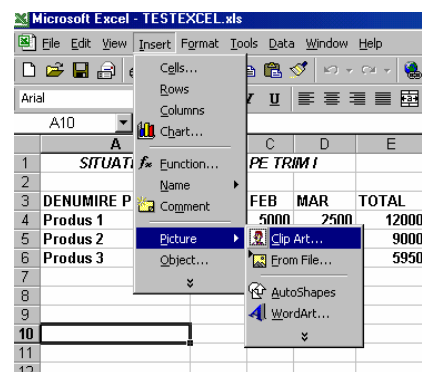 Microsoft Excel - TESTEXCEL.xls
File Edit View Insert Format Tools Data Window Help
Arial
U
A10
Cells...
Rows
Columns
Chart...
Function...
Name
Comment
Picture
Object...
Clip Art...
From File...
AutoShapes
WordArt...
A C D E
1 SITUATI PE TRIM I
2
3 DENUMIRE P FEB MAR TOTAL
4 Produs 1 5000 2500 12000
5 Produs 2 9000
6 Produs 3 5950
7
8
9
10
11
12